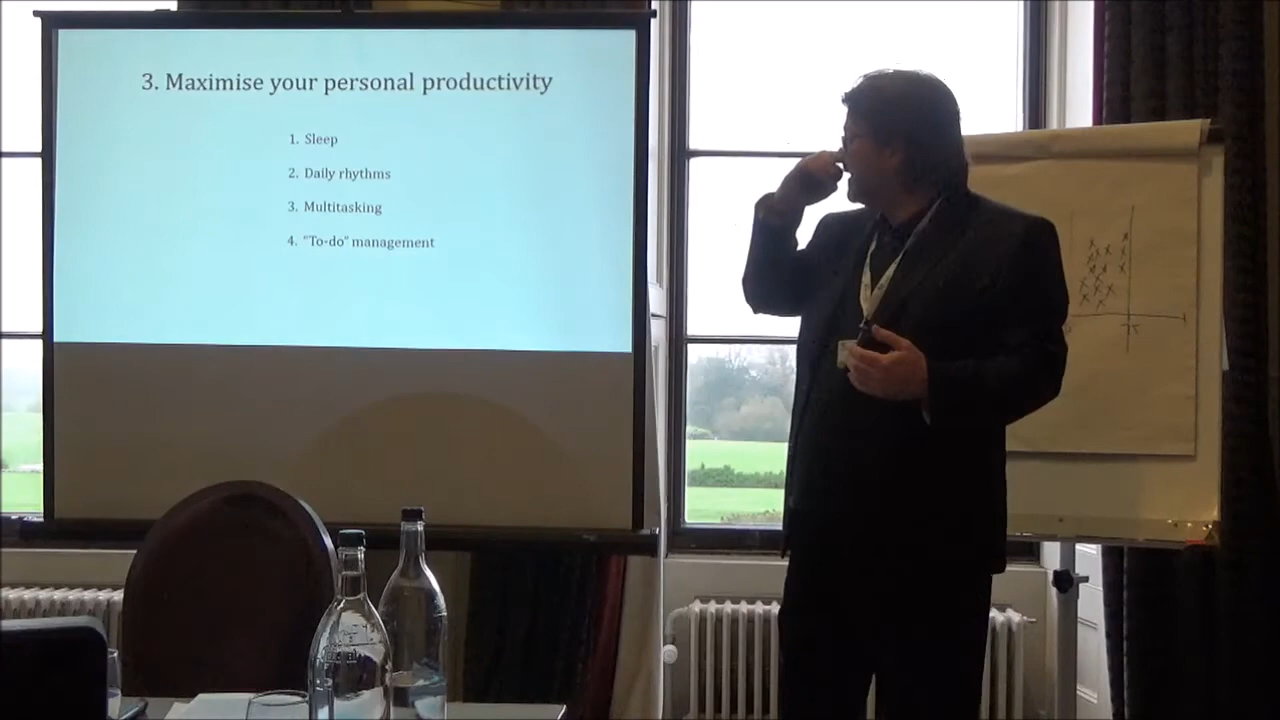 3. Maximise your personal productivity
1. Sleep
2. Daily rhythms
3. Multitasking
4. "To-do" management